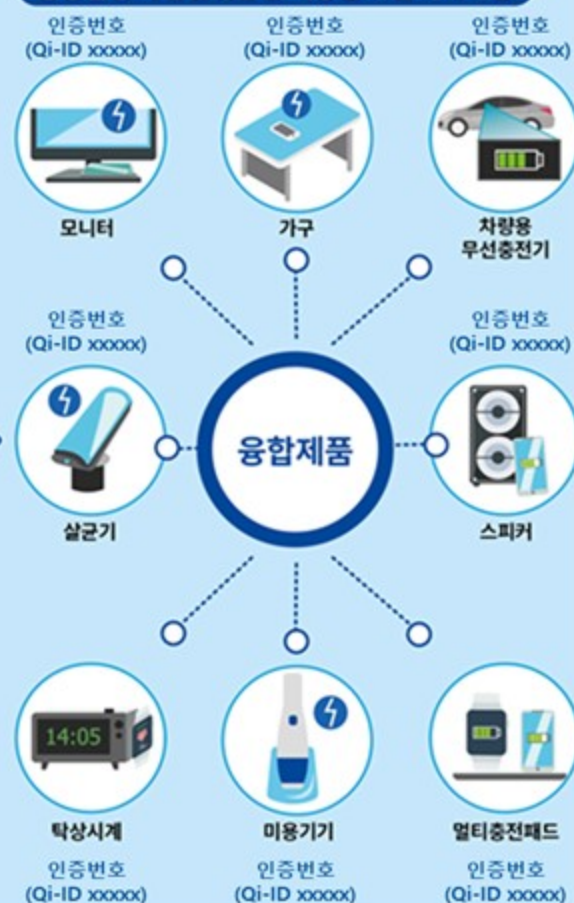 인증번호
(Qi-ID xxxxx)
인증번호
(Qi-ID xxxxx)
인증번호
(Qi-ID xxxxx)
모니터
가구
차량용
무선충전기
인증번호
(Qi-ID xxxxx)
인증번호
(Qi-ID xxxxx)
융합제품
살균기
스피커
14:05
탁상시계
미용기기
멀티충전패드
인증번호
(Qi-ID xxxxx)
인증번호
(Qi-ID xxxxx)
인증번호
(Qi-ID xxxxx)